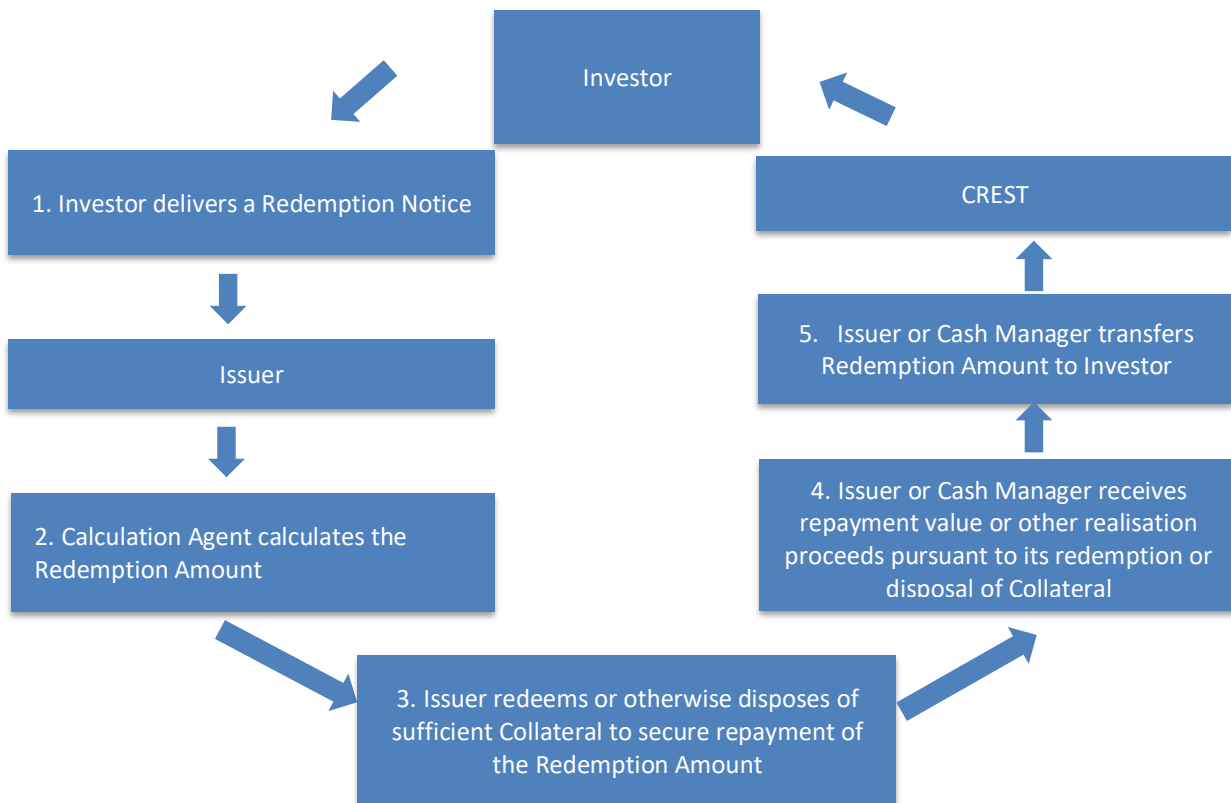 Investor
1. Investor delivers a Redemption Notice
CREST
Issuer
5. Issuer or Cash Manager transfers
Redemption Amount to Investor
2. Calculation Agent calculates the
Redemption Amount
4. Issuer or Cash Manager receives
repayment value or other realisation
proceeds pursuant to its redemption or
disposal of Collateral
3. Issuer redeems or otherwise disposes of
sufficient Collateral to secure repayment of
the Redemption Amount